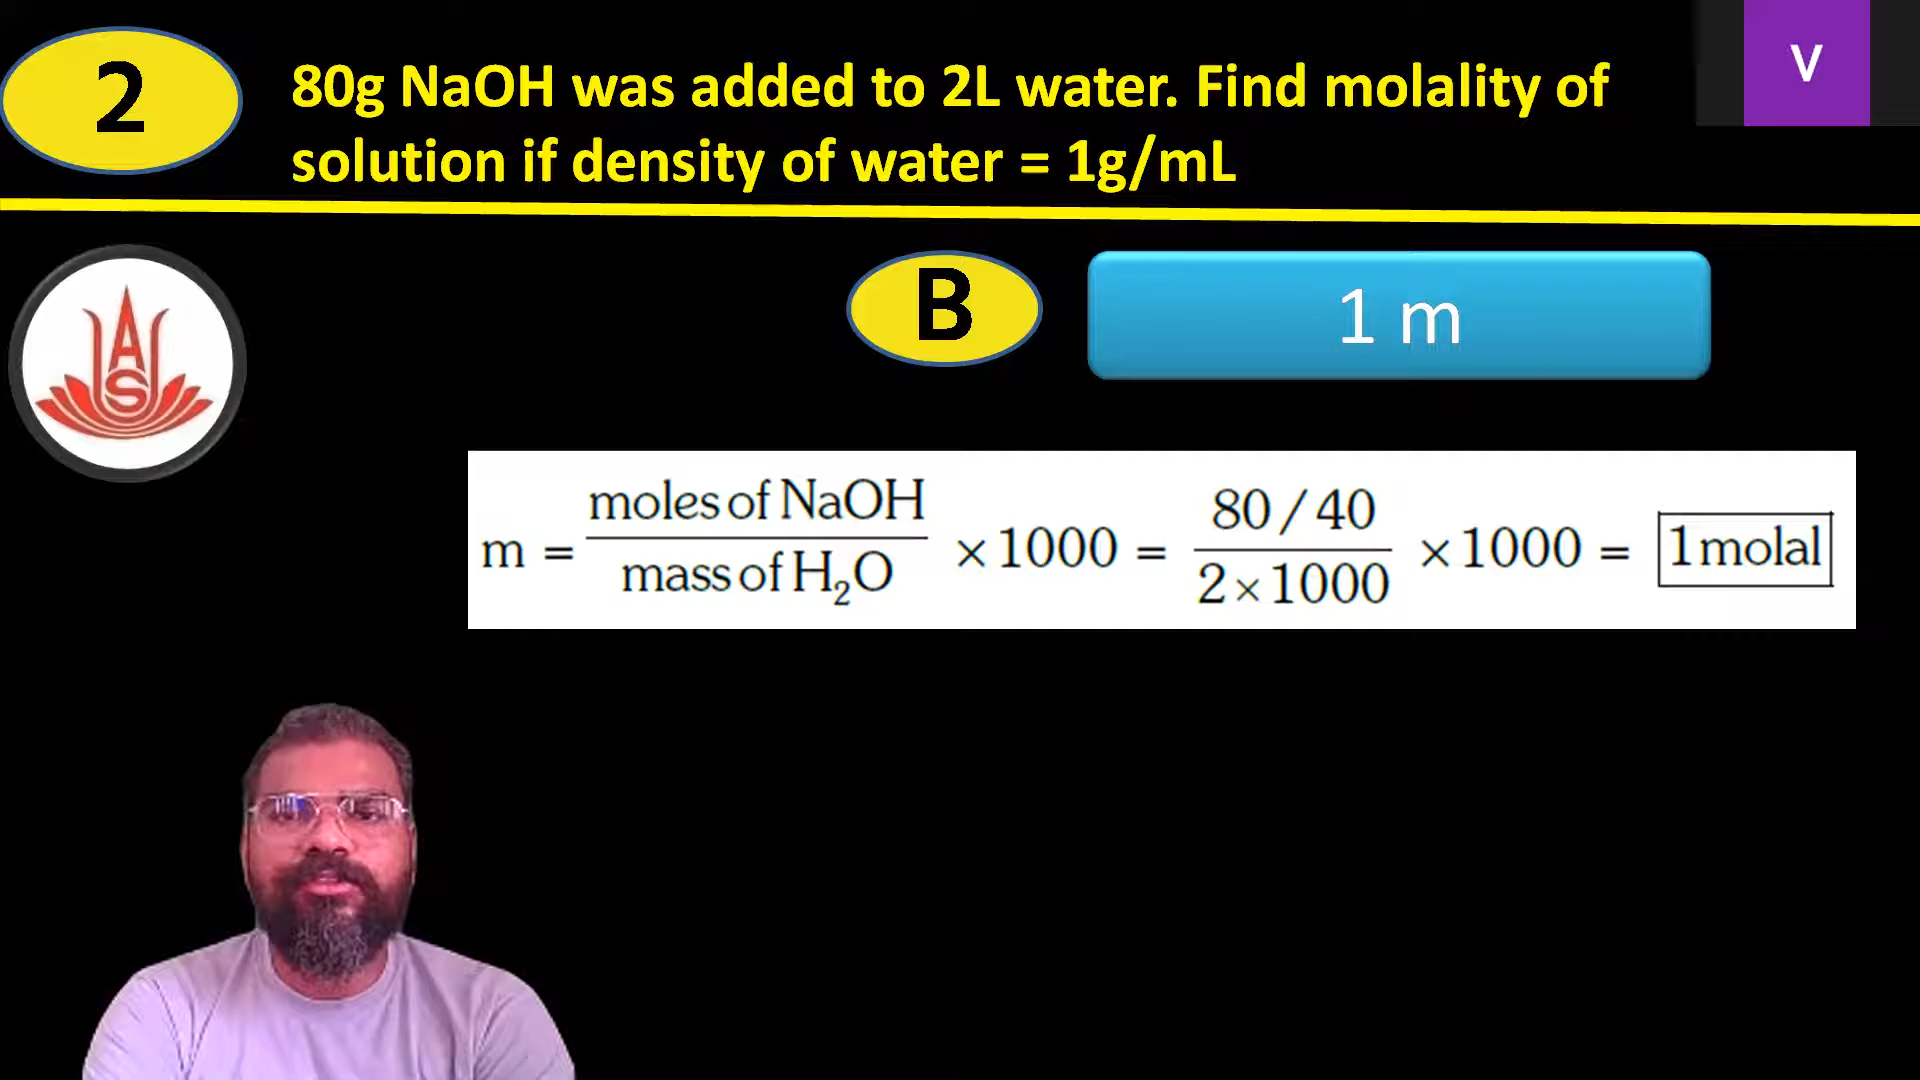 2
80g NaOH was added to 2L water. Find molality of
solution if density of water = 1g/mL
V
AS
B
1 m
m = moles of NaOH / mass of H₂O × 1000 = 80 / 40 / 2 × 1000 × 1000 = 1 molal